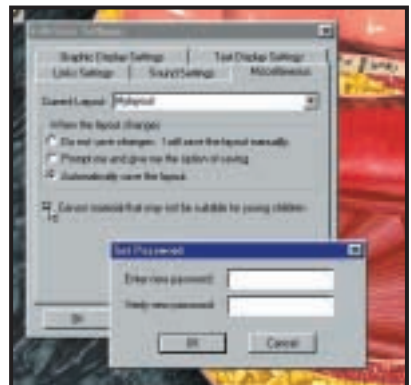 Graphic Display Settings Text Display Settings
Links Settings Sound Settings Miscellaneous
Current Layout: Mylayout
When the layout changes
Do not save changes. I will save the layout manually.
Prompt me and give me the option of saving
Automatically save the layout
Censor material that may not be suitable for young children
Set Password
Enter new password:
Verify new password:
OK
OK Cancel